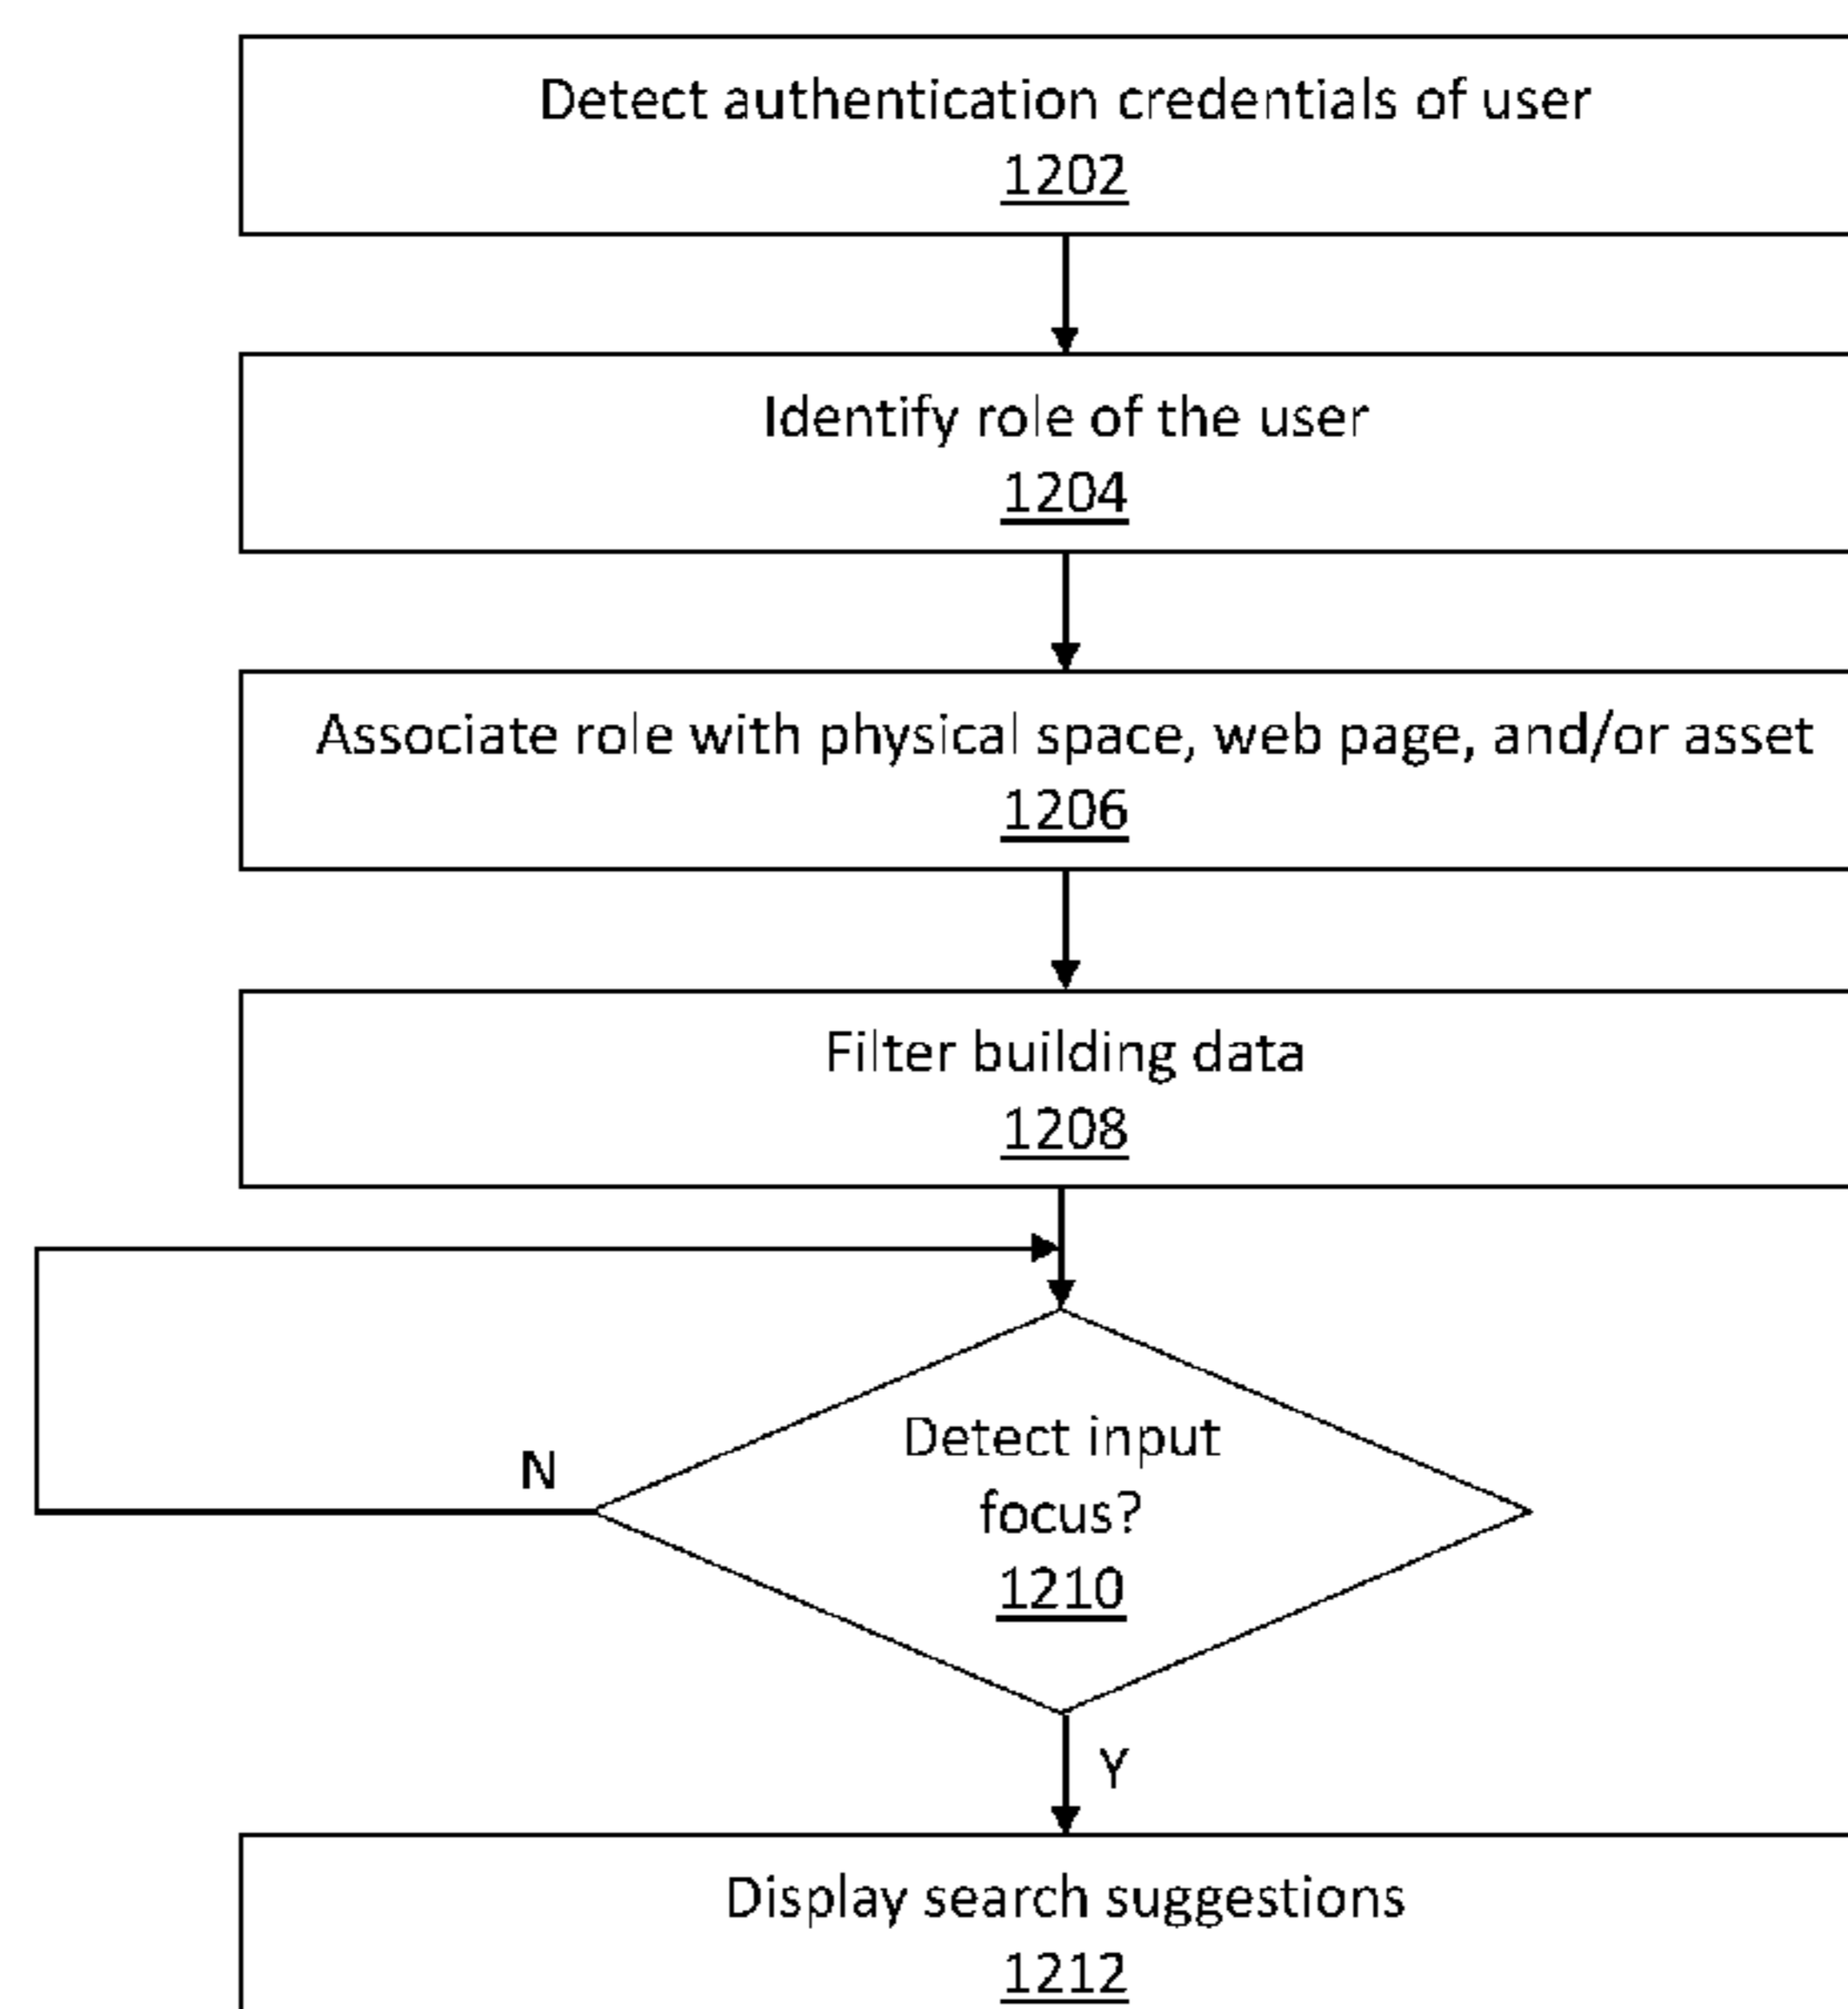 Detect authentication credentials of user
1202
Identify role of the user
1204
Associate role with physical space, web page, and/or asset
1206
Filter building data
1208
Detect input
focus?
1210
N
Y
Display search suggestions
1212